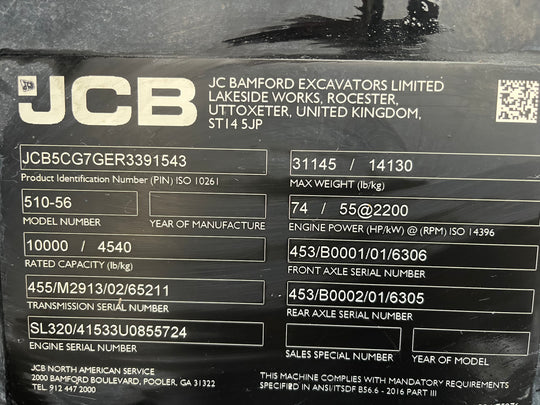 JCB
JC BAMFORD EXCAVATORS LIMITED
LAKESIDE WORKS, ROCESTER,
UTTOXETER, UNITED KINGDOM,
ST14 5JP
JCB5CG7GER3391543
Product Identification Number (PIN) ISO 10261
31145 / 14130
MAX WEIGHT (lb/kg)
510-56
MODEL NUMBER
YEAR OF MANUFACTURE
74 / 55@2200
ENGINE POWER (HP/kW) @ (RPM) ISO 14396
10000 / 4540
RATED CAPACITY (lb/kg)
453/B0001/01/6306
FRONT AXLE SERIAL NUMBER
455/M2913/02/65211
TRANSMISSION SERIAL NUMBER
453/B0002/01/6305
REAR AXLE SERIAL NUMBER
SL320/41533U0855724
ENGINE SERIAL NUMBER
SALES SPECIAL NUMBER
YEAR OF MODEL
JCB NORTH AMERICAN SERVICE
2000 BAMFORD BOULEVARD, POOLER, GA 31322
TEL 912 447 2000
THIS MACHINE COMPLIES WITH MANDATORY REQUIREMENTS
SPECIFIED IN ANSI/ITSDF B56.6 - 2016 PART III